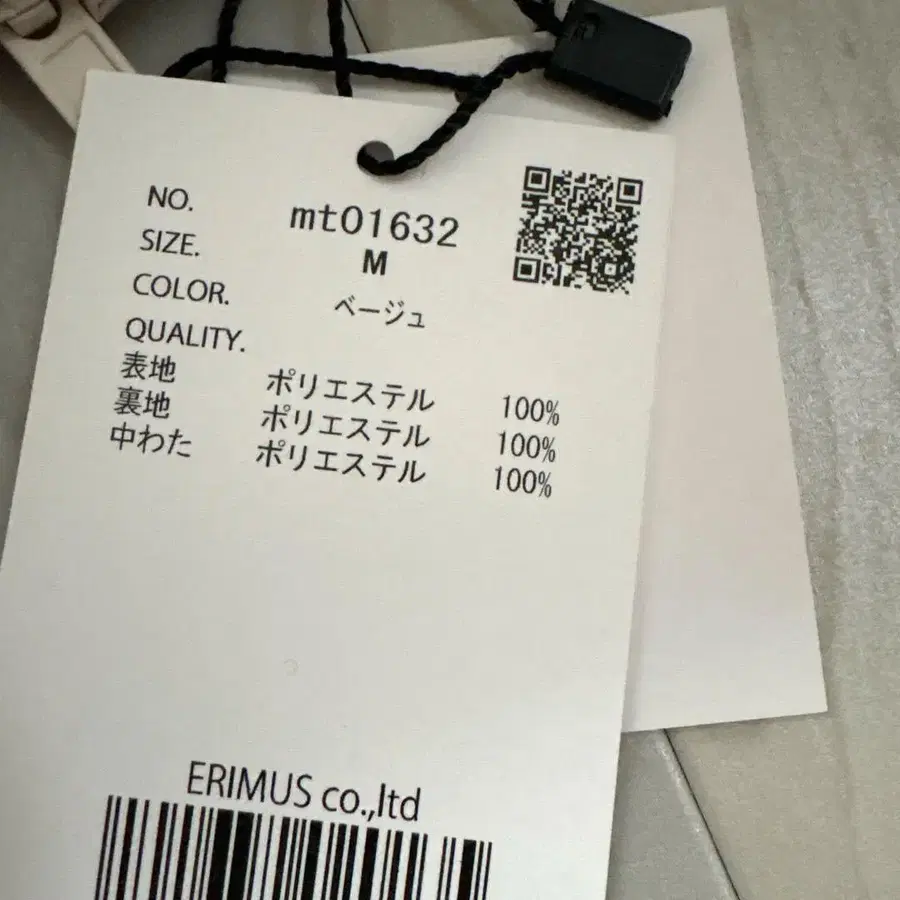 NO. mt01632
SIZE. M
COLOR. ベージュ
QUALITY.
表地 ポリエステル 100%
裏地 ポリエステル 100%
中わた ポリエステル 100%
ERIMUS co.,ltd